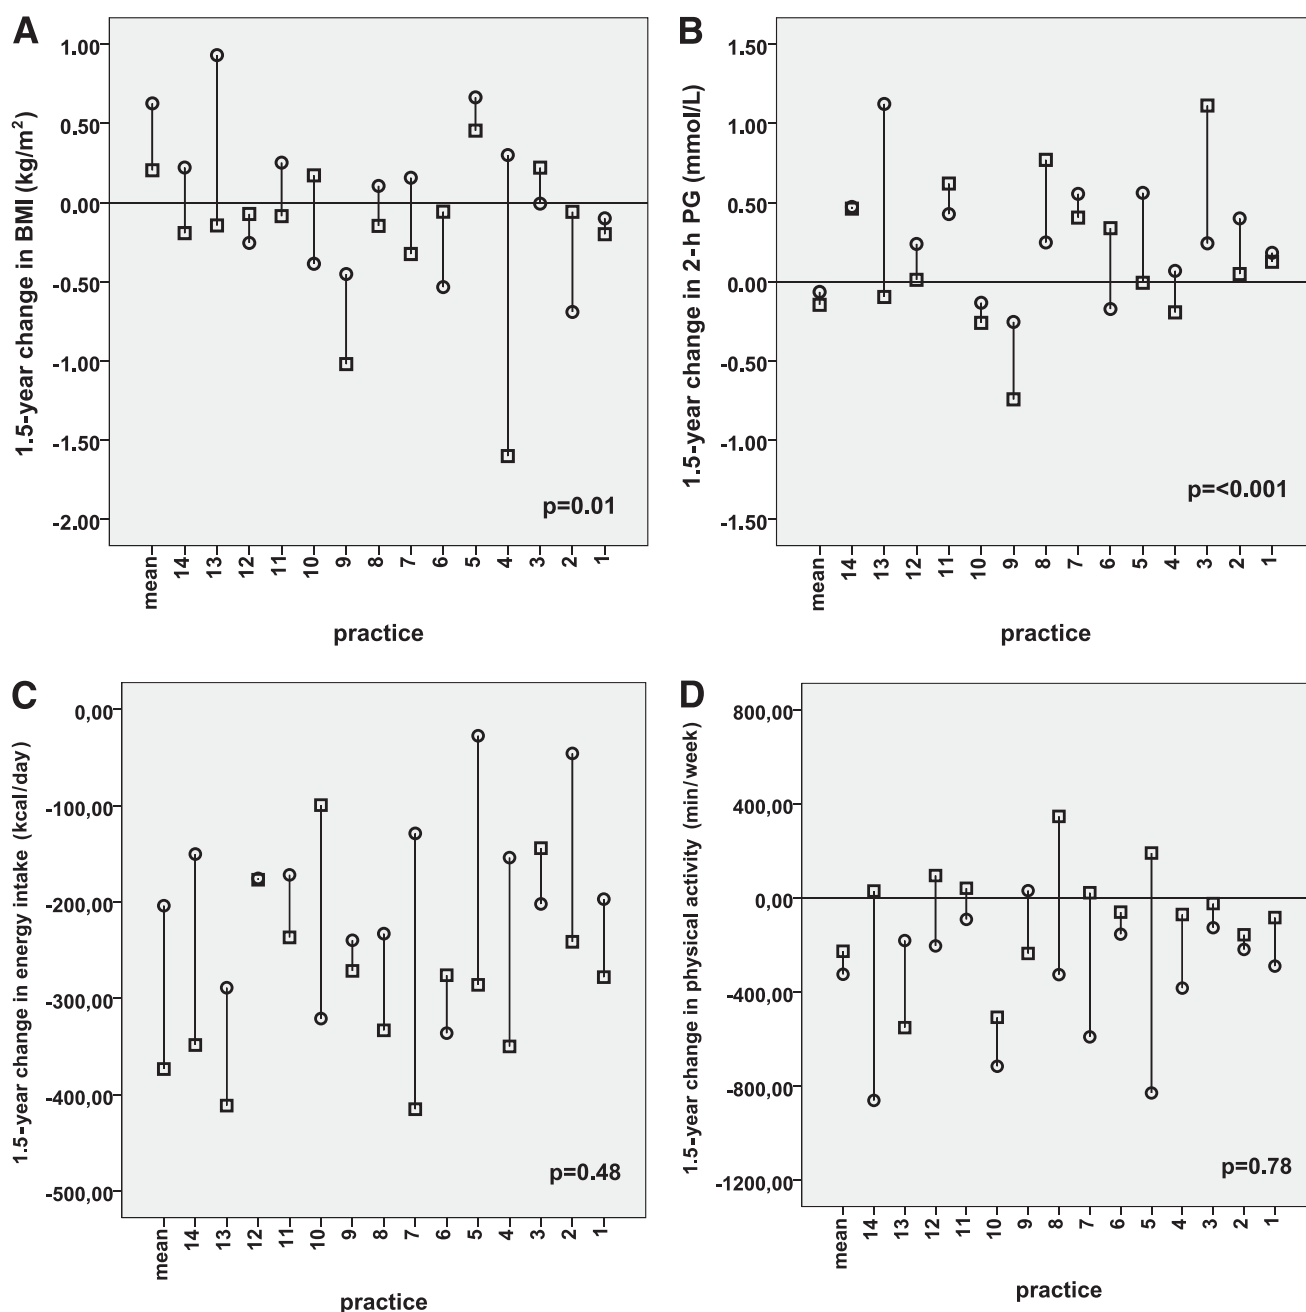 A
1.5-year change in BMI (kg/m²)
1.00
0.50
0.00
-0.50
-1.00
-1.50
-2.00
p=0.01
mean 14 13 12 11 10 9 8 7 6 5 4 3 2 1
practice
B
1.5-year change in 2-h PG (mmol/L)
1.50
1.00
0.50
0.00
-0.50
-1.00
-1.50
p=<0.001
mean 14 13 12 11 10 9 8 7 6 5 4 3 2 1
practice
C
1.5-year change in energy intake (kcal/day)
0,00
-100,00
-200,00
-300,00
-400,00
-500,00
p=0.48
mean 14 13 12 11 10 9 8 7 6 5 4 3 2 1
practice
D
1.5-year change in physical activity (min/week)
800,00
400,00
0,00
-400,00
-800,00
-1200,00
p=0.78
mean 14 13 12 11 10 9 8 7 6 5 4 3 2 1
practice